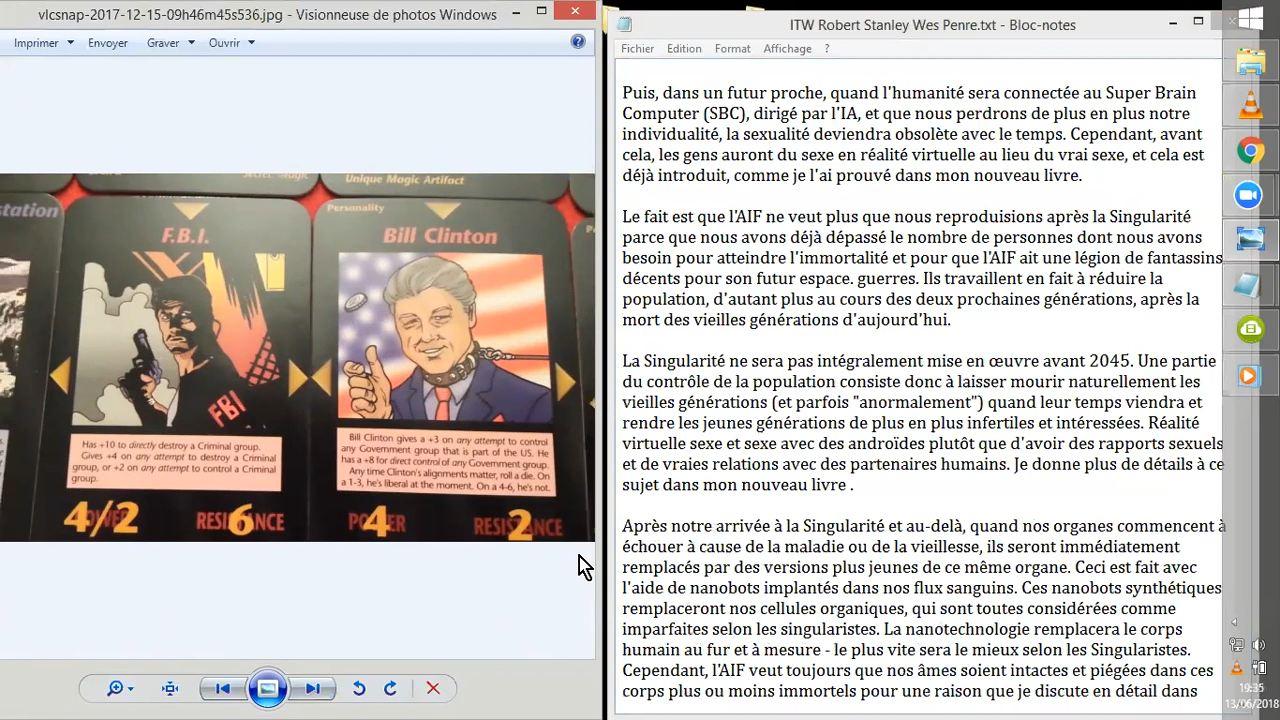 vlcsnap-2017-12-15-09h46m45s536.jpg - Visionneuse de photos Windows
Imprimer Envoyer Graver Ouvrir
Unique Magic Artifact
station
F.B.I.
Has +10 to directly destroy a Criminal group.
Gives +4 on any attempt to destroy a Criminal
group, or +2 on any attempt to control a Criminal
group.
4/2
6
Personality
Bill Clinton
Bill Clinton gives a +3 on any attempt to control
any Government group that is part of the US. He
has a +8 for direct control of any Government group.
Any time Clinton's alignments matter, roll a die. On
a 1-3, he's liberal at the moment. On a 4-6, he's not.
POWER 4
RESISTANCE 2
ITW Robert Stanley Wes Penre.txt - Bloc-notes
Fichier Edition Format Affichage ?
Puis, dans un futur proche, quand l'humanité sera connectée au Super Brain
Computer (SBC), dirigé par l'IA, et que nous perdrons de plus en plus notre
individualité, la sexualité deviendra obsolète avec le temps. Cependant, avant
cela, les gens auront du sexe en réalité virtuelle au lieu du vrai sexe, et cela est
déjà introduit, comme je l'ai prouvé dans mon nouveau livre.
Le fait est que l'AIF ne veut plus que nous reproduisions après la Singularité
parce que nous avons déjà dépassé le nombre de personnes dont nous avons
besoin pour atteindre l'immortalité et pour que l'AIF ait une légion de fantassins
décents pour son futur espace. guerres. Ils travaillent en fait à réduire la
population, d'autant plus au cours des deux prochaines générations, après la
mort des vieilles générations d'aujourd'hui.
La Singularité ne sera pas intégralement mise en œuvre avant 2045. Une partie
du contrôle de la population consiste donc à laisser mourir naturellement les
vieilles générations (et parfois "anormalement") quand leur temps viendra et
rendre les jeunes générations de plus en plus infertiles et intéressées. Réalité
virtuelle sexe et sexe avec des androïdes plutôt que d'avoir des rapports sexuels
et de vraies relations avec des partenaires humains. Je donne plus de détails à ce
sujet dans mon nouveau livre .
Après notre arrivée à la Singularité et au-delà, quand nos organes commencent à
échouer à cause de la maladie ou de la vieillesse, ils seront immédiatement
remplacés par des versions plus jeunes de ce même organe. Ceci est fait avec
l'aide de nanobots implantés dans nos flux sanguins. Ces nanobots synthétiques
remplaceront nos cellules organiques, qui sont toutes considérées comme
imparfaites selon les singularistes. La nanotechnologie remplacera le corps
humain au fur et à mesure - le plus vite sera le mieux selon les Singularistes.
Cependant, l'AIF veut toujours que nos âmes soient intactes et piégées dans ces
corps plus ou moins immortels pour une raison que je discute en détail dans
19:35
13/06/2018